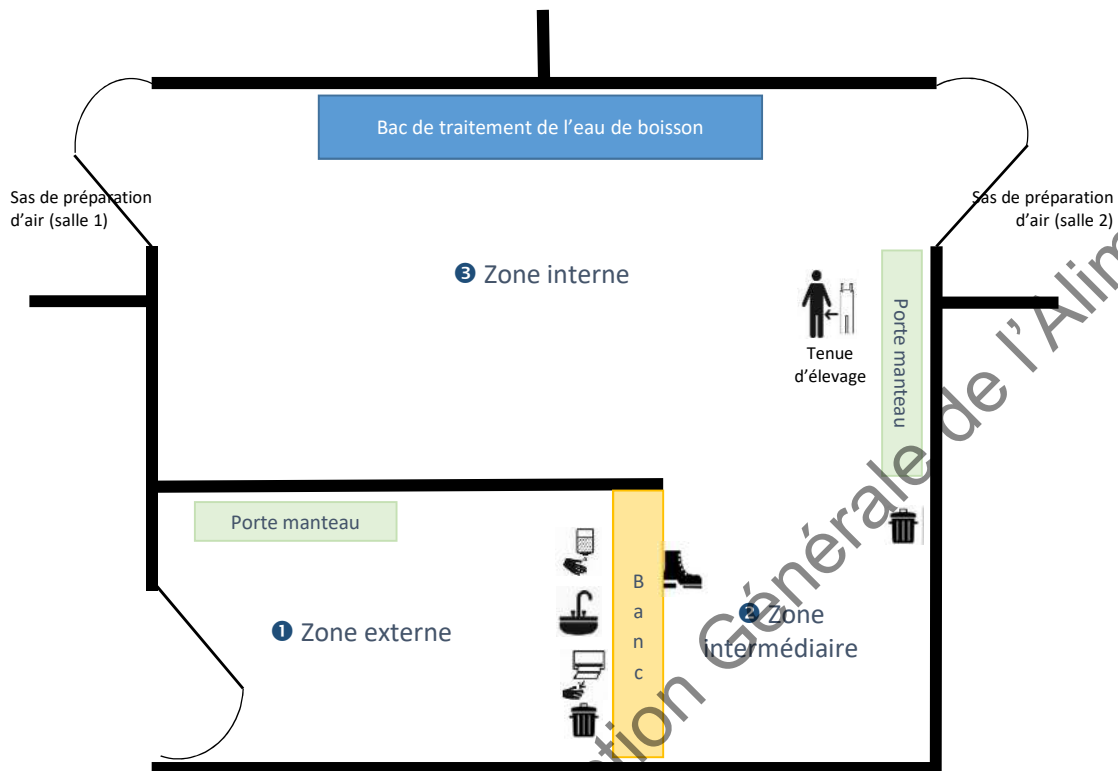 Bac de traitement de l’eau de boisson
Sas de préparation
d’air (salle 1)
Sas de préparation
d’air (salle 2)
❸ Zone interne
Porte manteau
Tenue
d’élevage
Porte manteau
❶ Zone externe
Banc
❷ Zone
intermédiaire
Générale de l’Alim